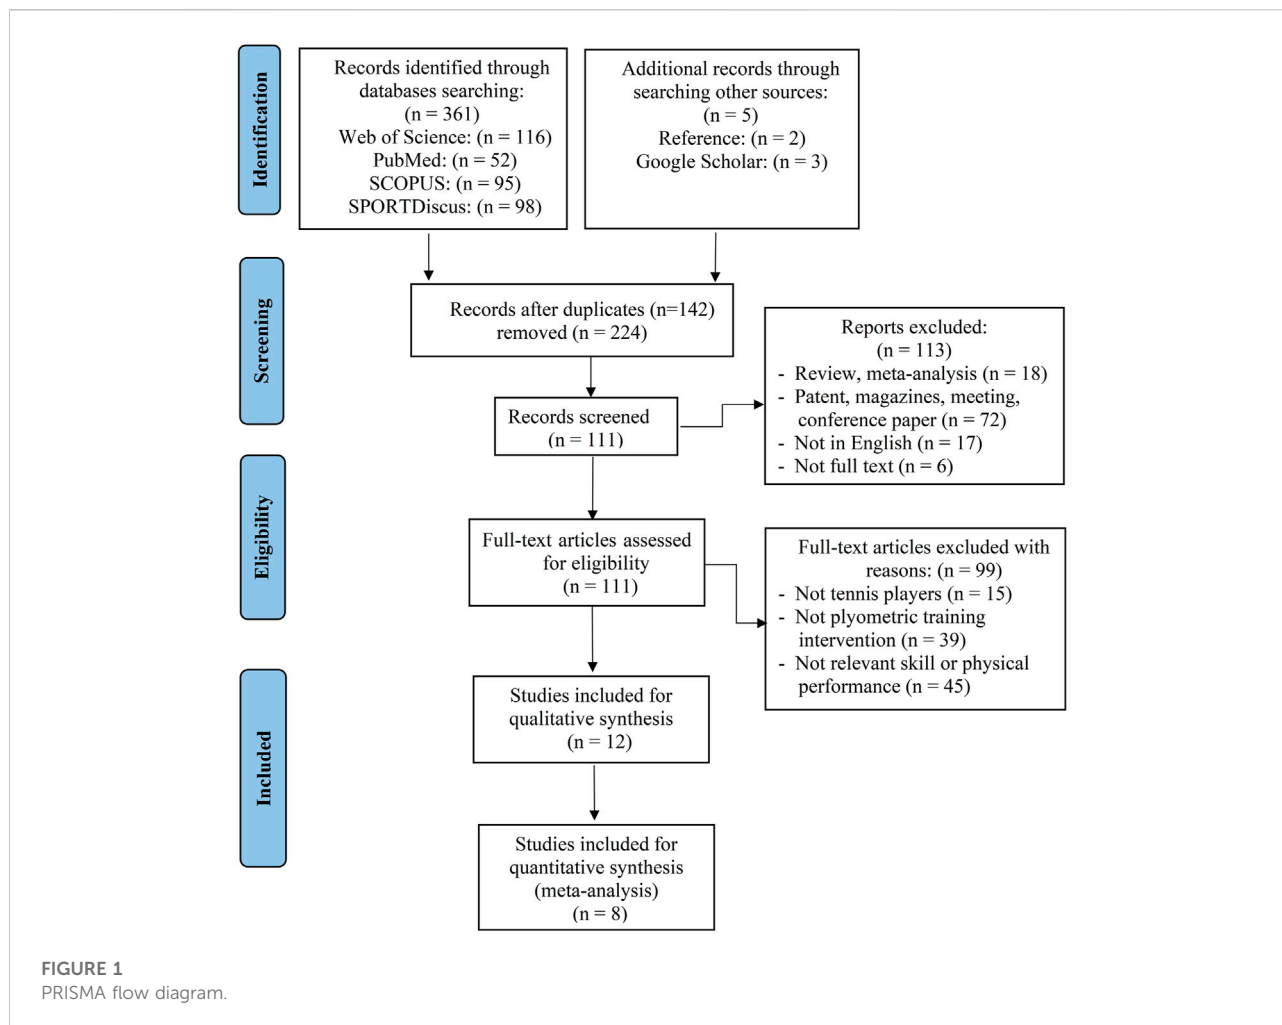 Identification
Records identified through
databases searching:
(n = 361)
Web of Science: (n = 116)
PubMed: (n = 52)
SCOPUS: (n = 95)
SPORTDiscus: (n = 98)
Additional records through
searching other sources:
(n = 5)
Reference: (n = 2)
Google Scholar: (n = 3)
Screening
Records after duplicates (n=142)
removed (n = 224)
Records screened
(n = 111)
Reports excluded:
(n = 113)
- Review, meta-analysis (n = 18)
- Patent, magazines, meeting,
conference paper (n = 72)
- Not in English (n = 17)
- Not full text (n = 6)
Eligibility
Full-text articles assessed
for eligibility
(n = 111)
Full-text articles excluded with
reasons: (n = 99)
- Not tennis players (n = 15)
- Not plyometric training
intervention (n = 39)
- Not relevant skill or physical
performance (n = 45)
Included
Studies included for
qualitative synthesis
(n = 12)
Studies included for
quantitative synthesis
(meta-analysis)
(n = 8)
FIGURE 1
PRISMA flow diagram.